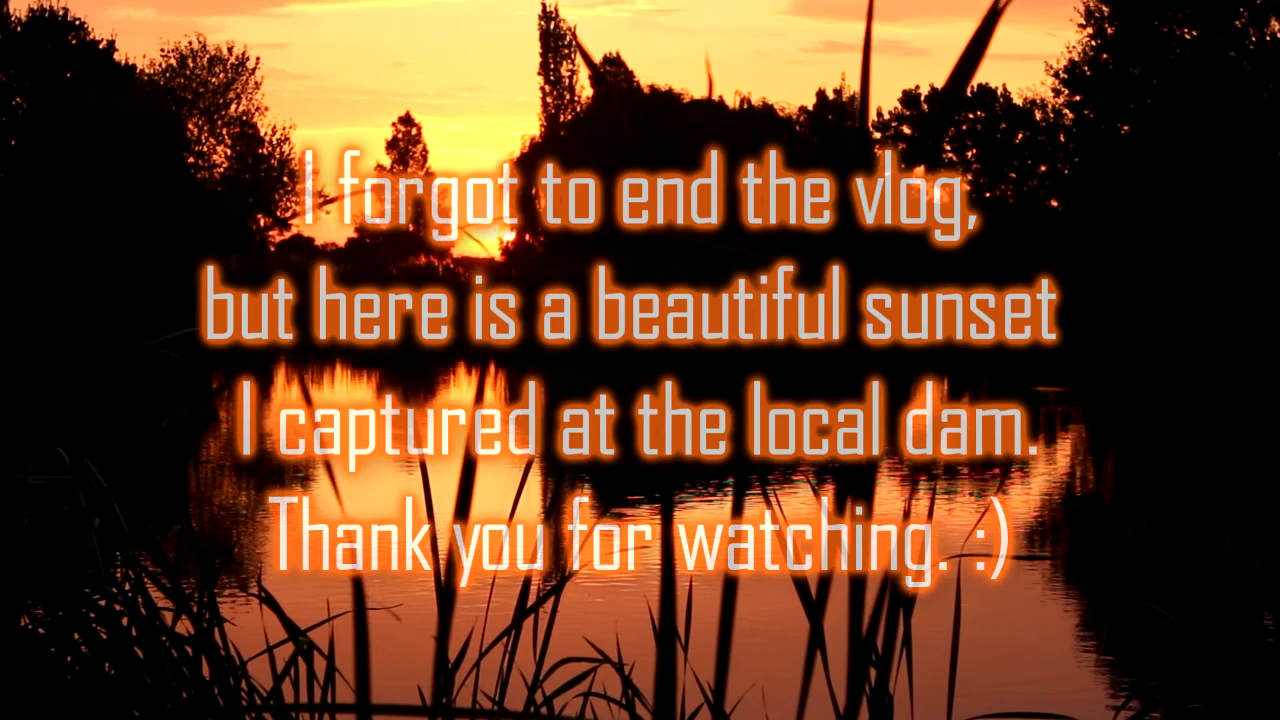 I forgot to end the vlog,
but here is a beautiful sunset
I captured at the local dam.
Thank you for watching. :)